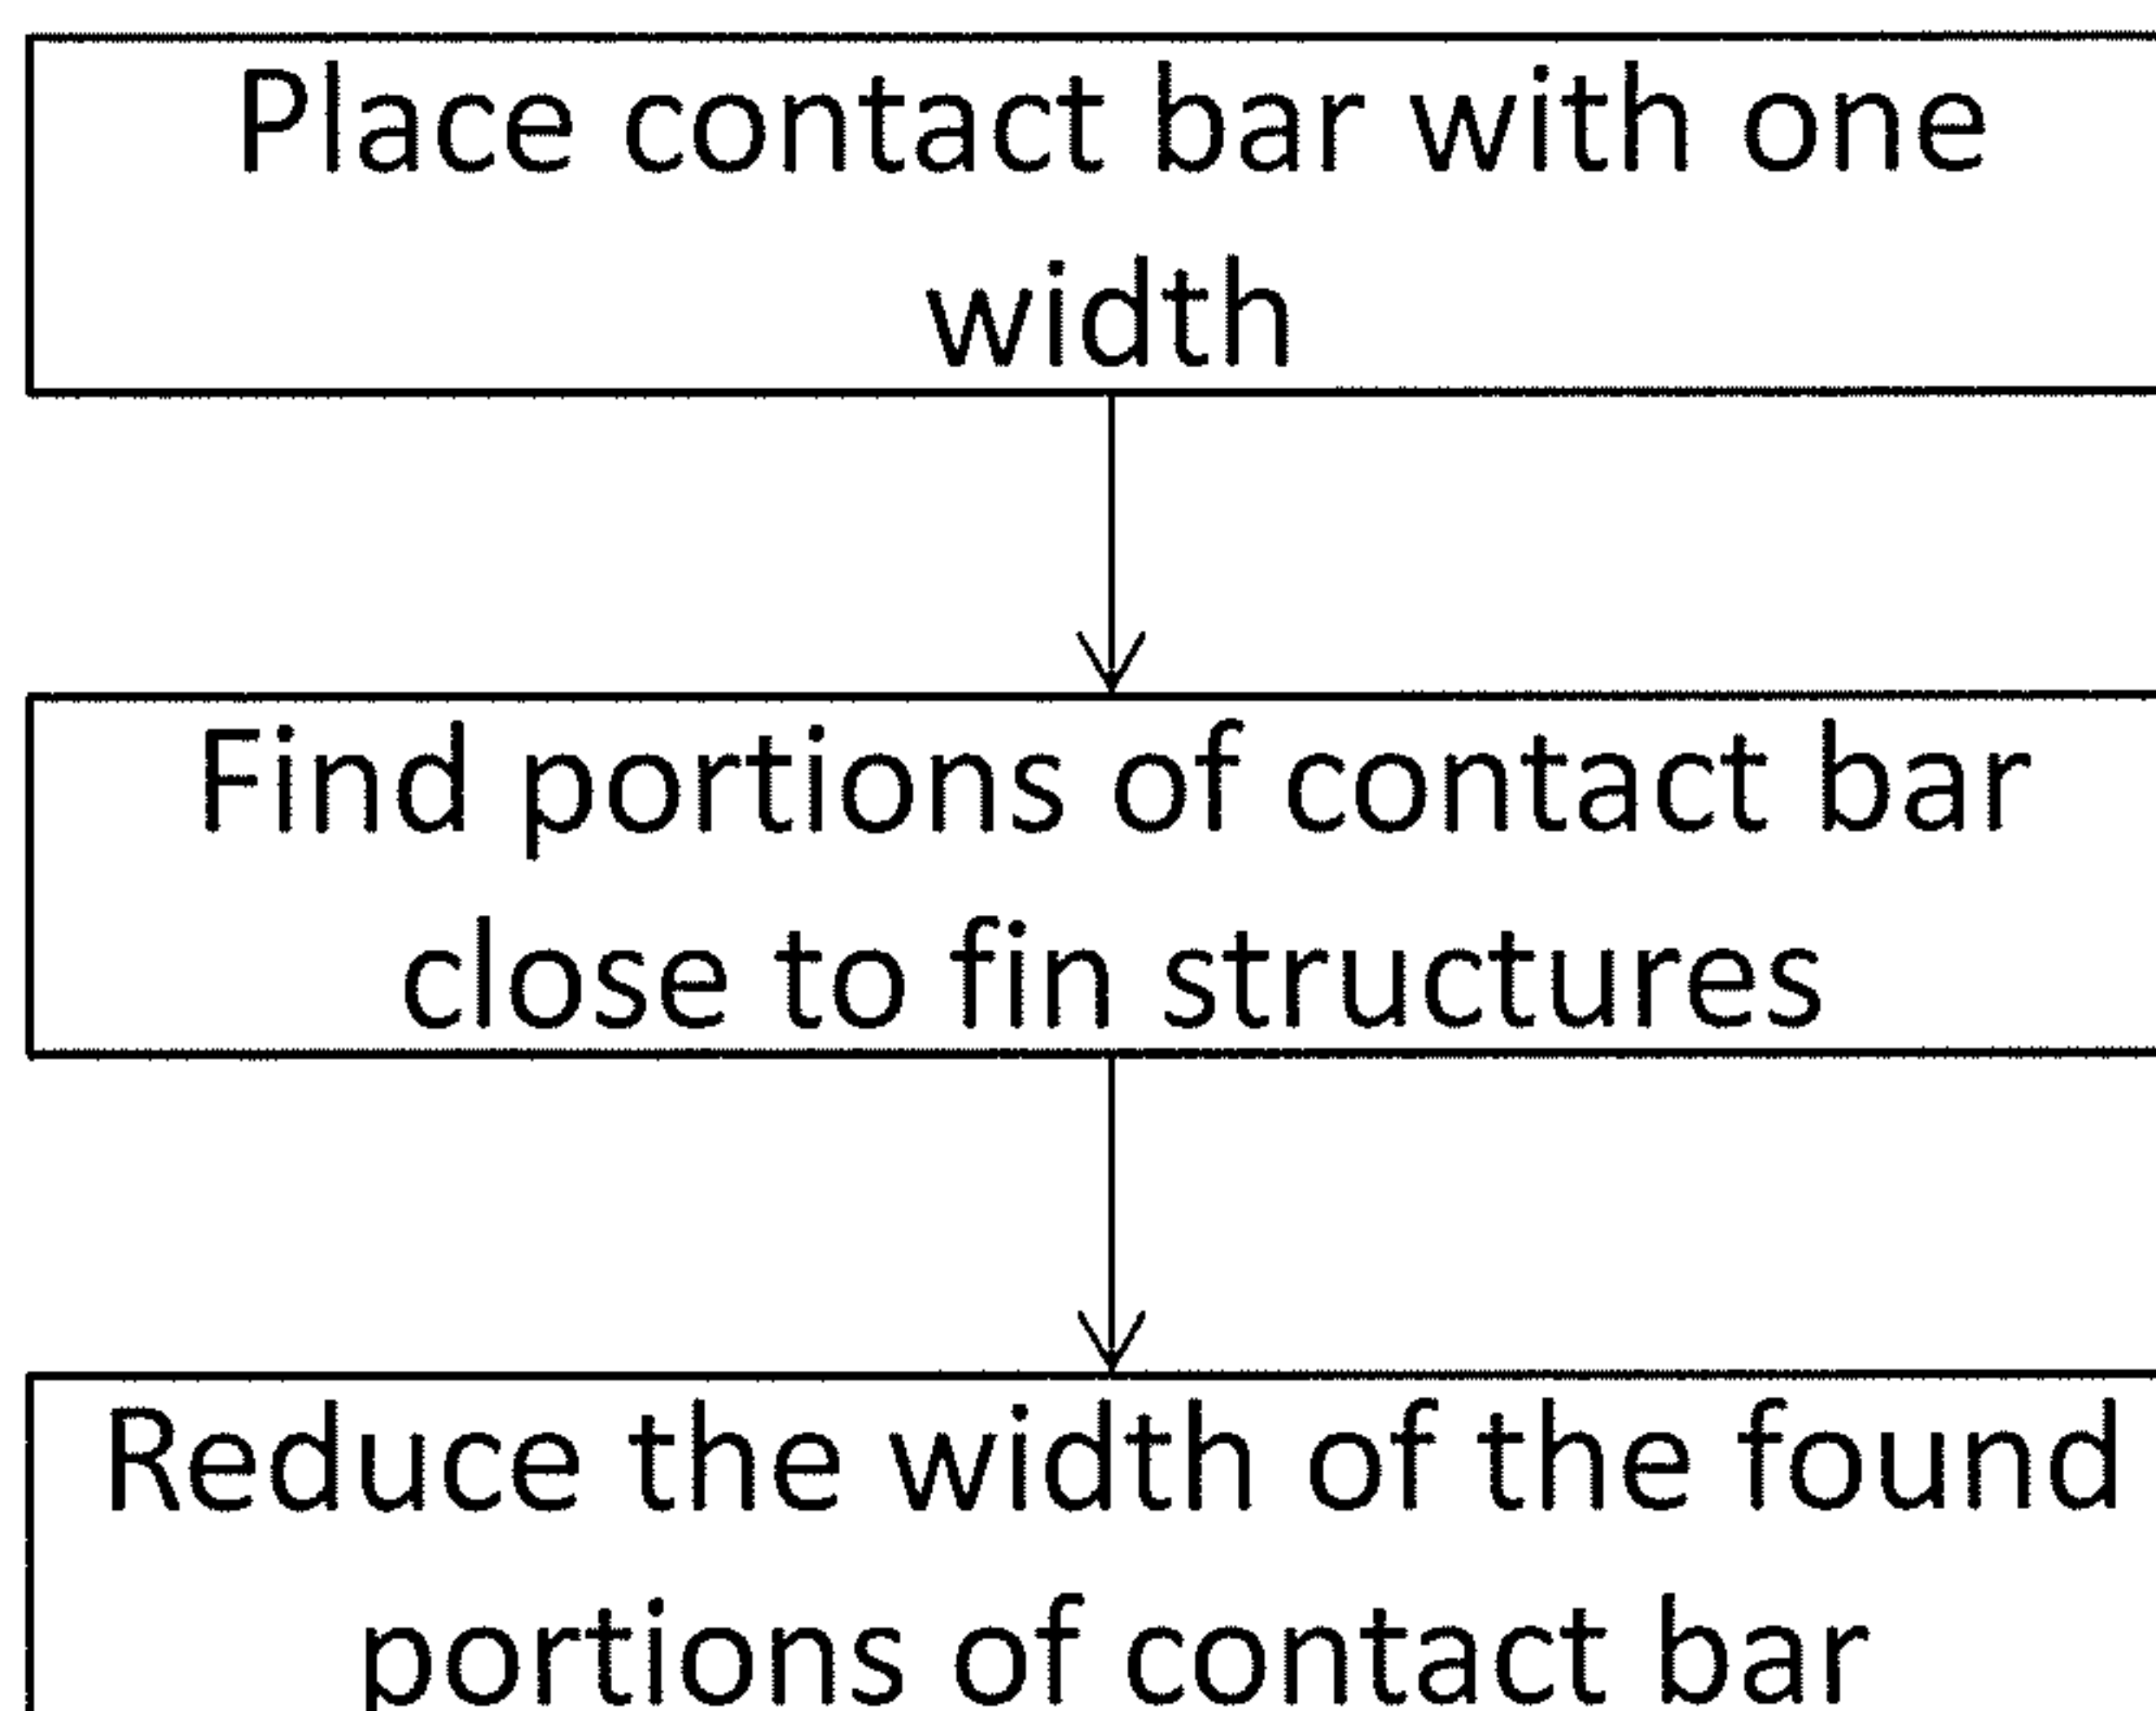 Place contact bar with one
width
Find portions of contact bar
close to fin structures
Reduce the width of the found
portions of contact bar